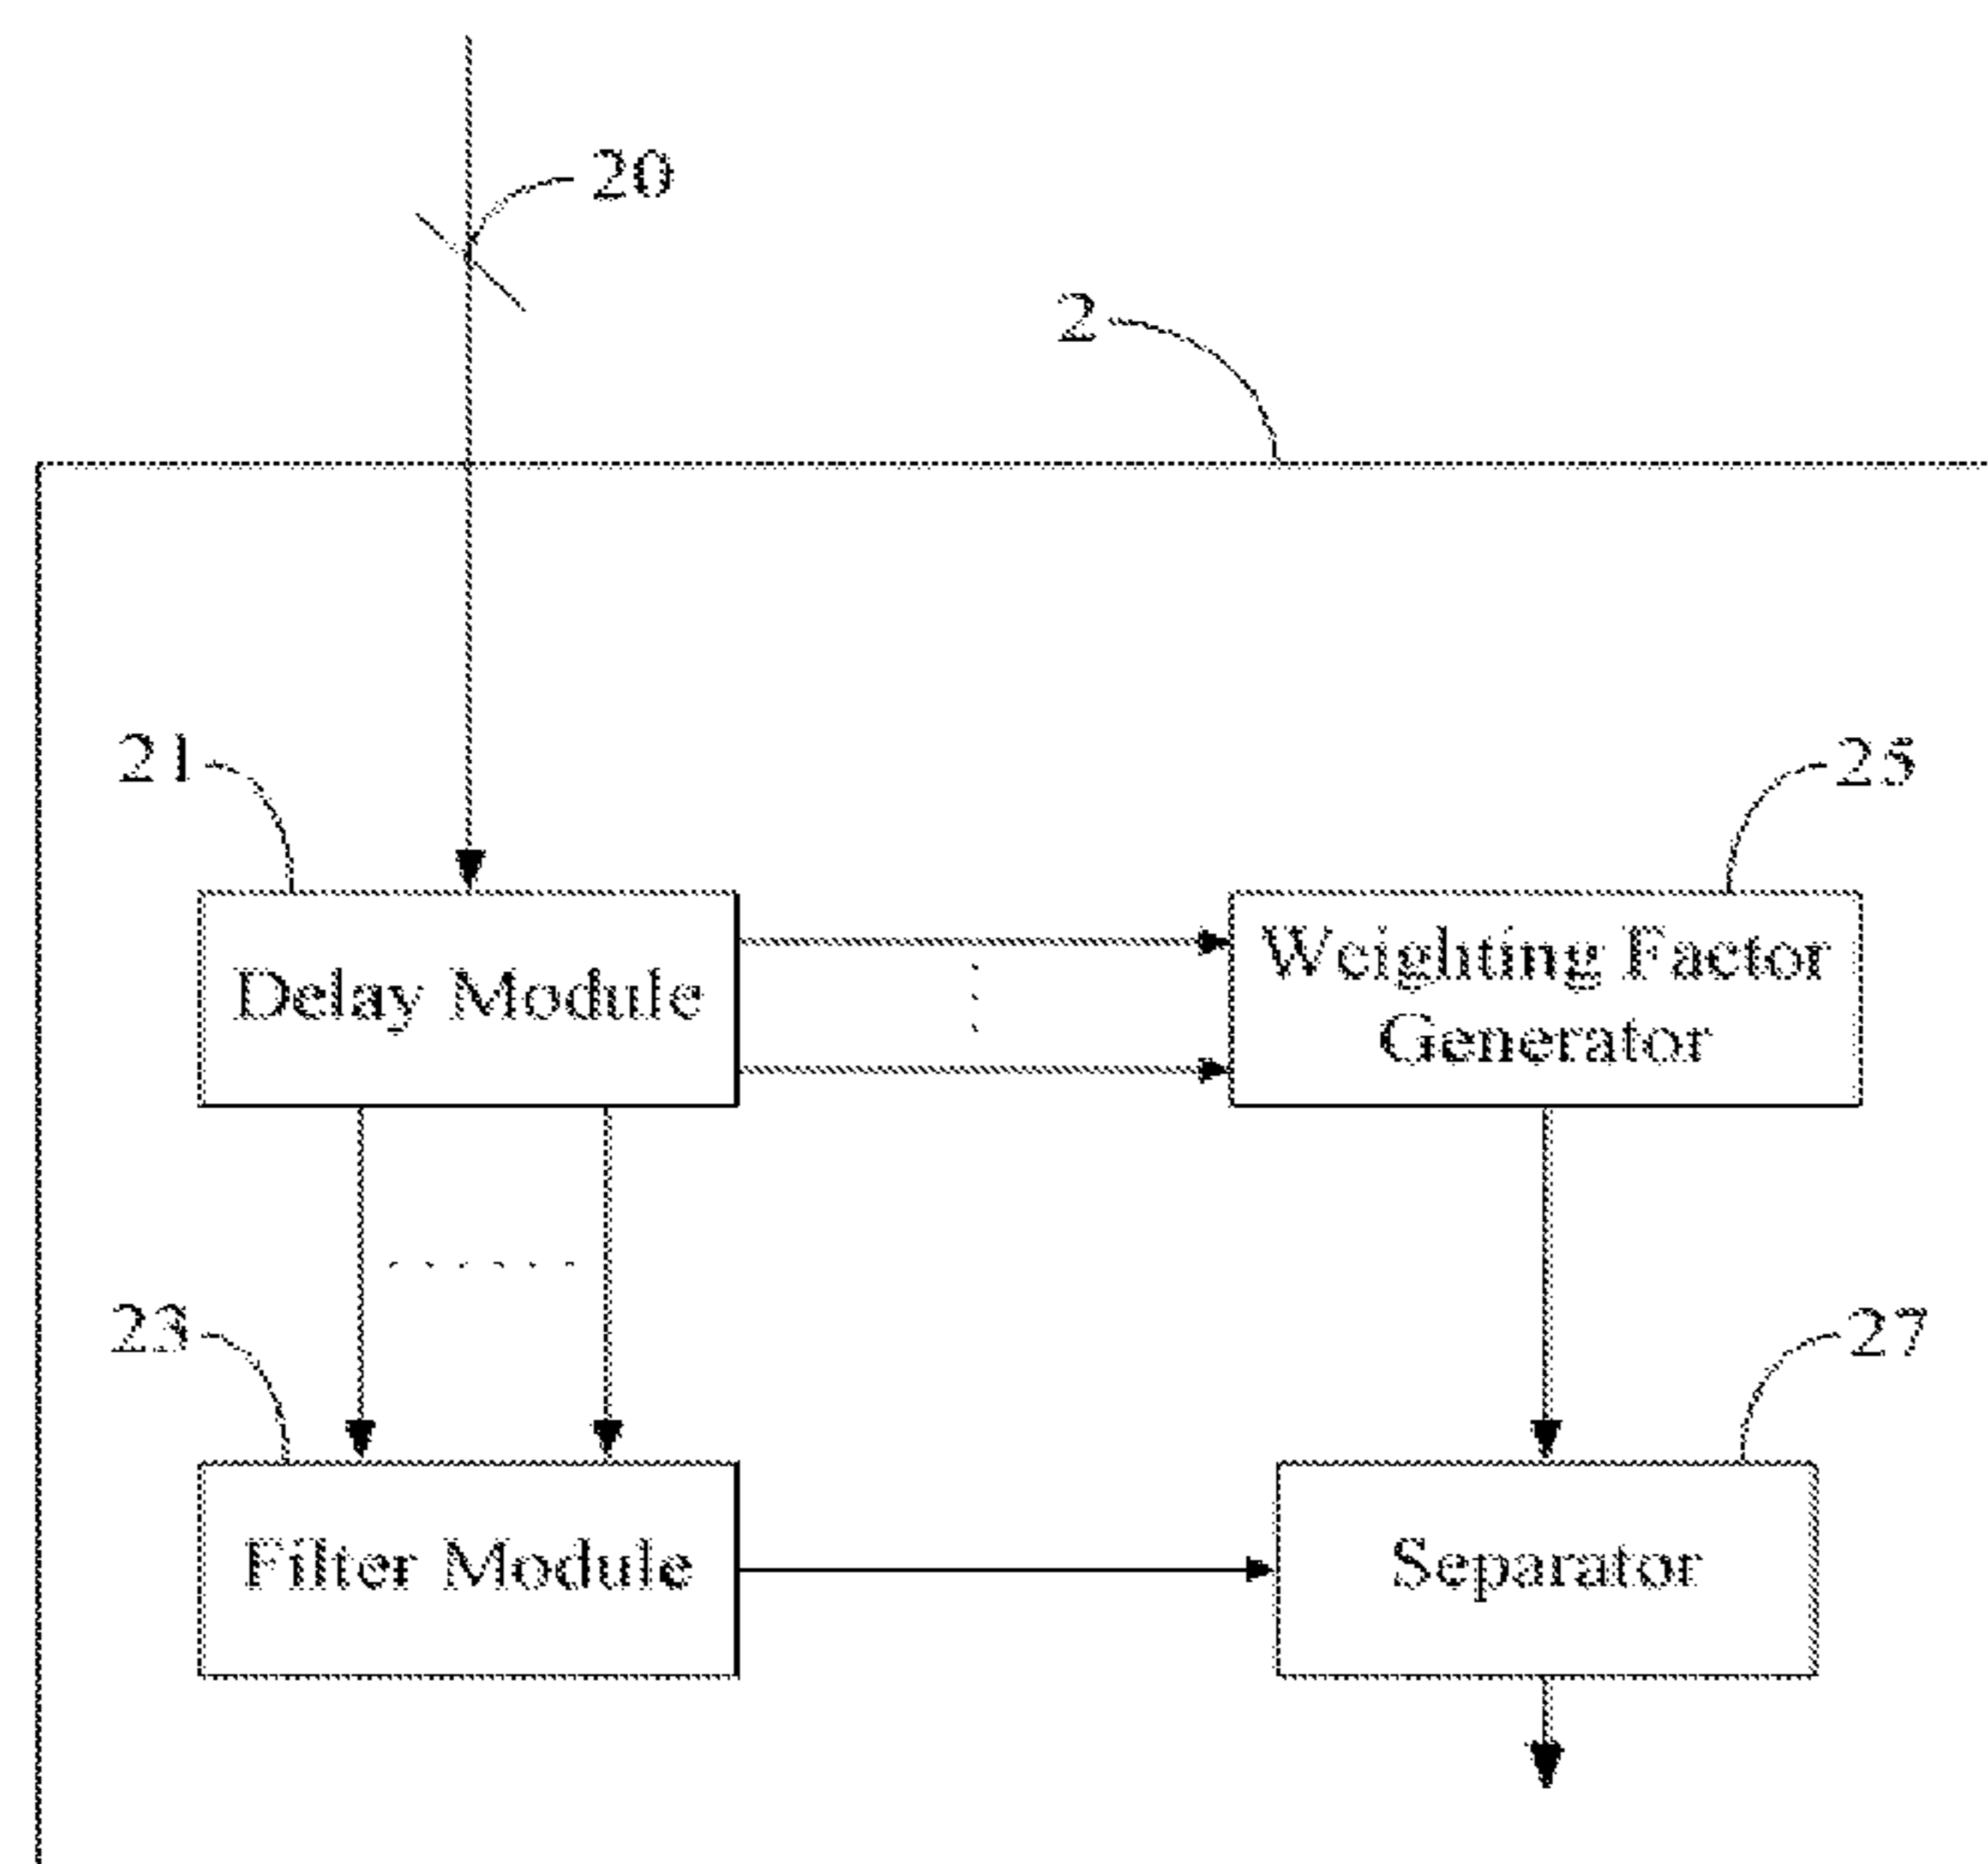 20
2
21
25
Delay Module
Weighting Factor
Generator
23
27
Filter Module
Separator